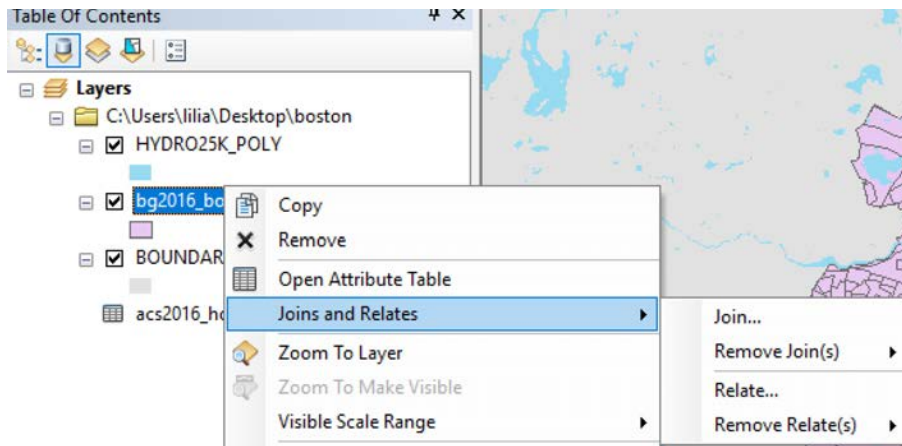 Table Of Contents
Layers
C:\Users\lilia\Desktop\boston
HYDRO25K_POLY
bg2016_bo
BOUNDAR
acs2016_ho
Copy
Remove
Open Attribute Table
Joins and Relates
Zoom To Layer
Zoom To Make Visible
Visible Scale Range
Join...
Remove Join(s)
Relate...
Remove Relate(s)